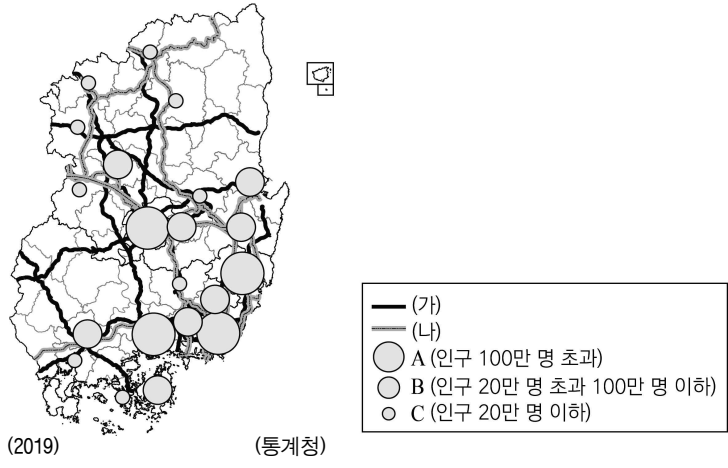 (가)
(나)
A (인구 100만 명 초과)
B (인구 20만 명 초과 100만 명 이하)
C (인구 20만 명 이하)
(2019) (통계청)